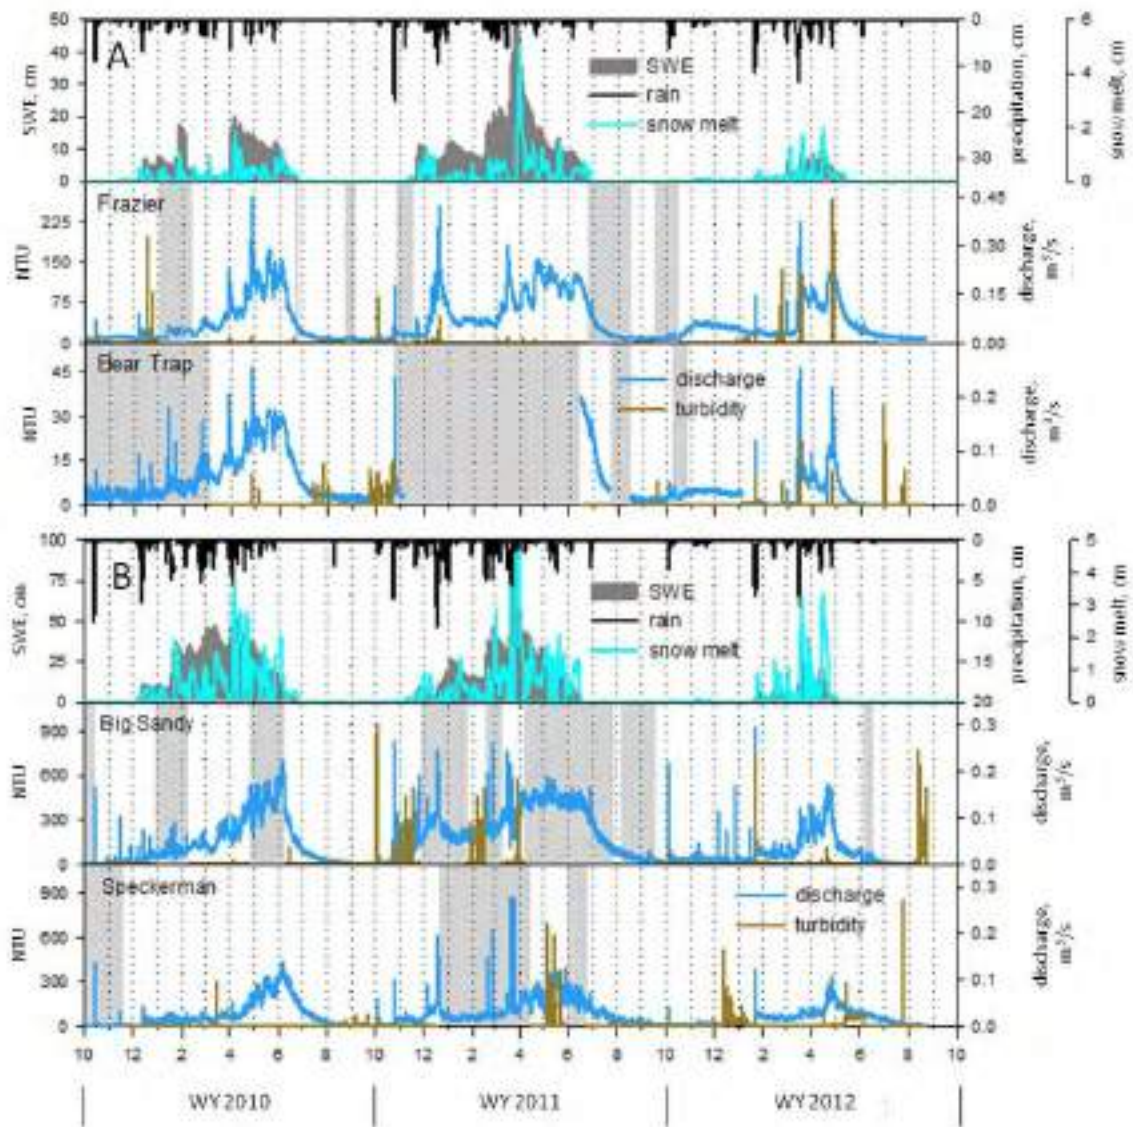 A
50
40
30
20
10
0
SWE, cm
SWE
rain
snow melt
0
10
20
30
precipitation, cm
6
4
2
0
snow melt, cm
Frazier
225
150
75
0
NTU
0.45
0.30
0.15
0.00
discharge, m³/s
Bear Trap
45
30
15
0
NTU
discharge
turbidity
0.2
0.1
0.0
discharge, m³/s
B
100
75
50
25
0
SWE, cm
SWE
rain
snow melt
0
5
10
15
20
precipitation, cm
5
4
3
2
1
0
snow melt, cm
Big Sandy
900
600
300
0
NTU
0.3
0.2
0.1
0.0
discharge, m³/s
Speckerman
900
600
300
0
NTU
discharge
turbidity
0.3
0.2
0.1
0.0
discharge, m³/s
10 12 2 4 6 8 10 12 2 4 6 8 10 12 2 4 6 8 10
WY 2010 WY 2011 WY 2012